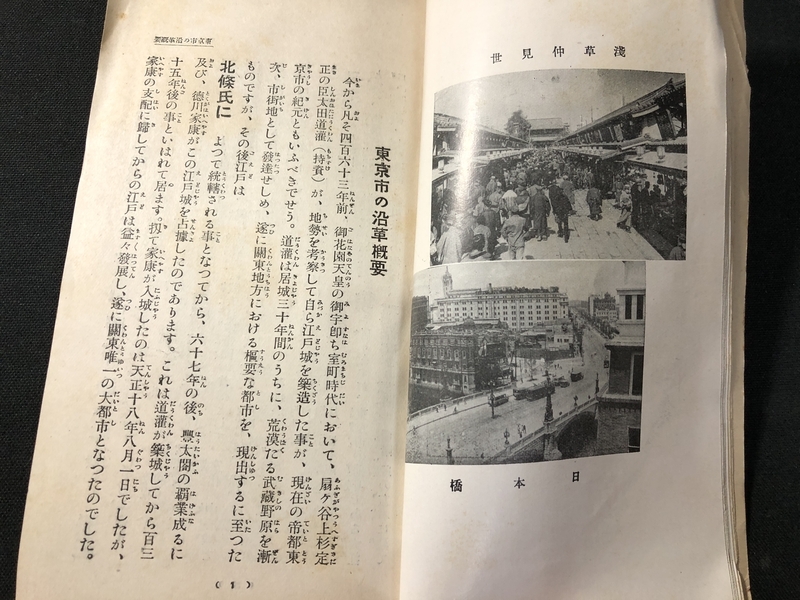 淺草仲見世
日本橋
東京市の沿革概要
東京市の沿革概要
今から凡そ四百六十三年前、御花園天皇の御宇卽ち室町時代において、扇ケ谷上杉定
正の臣太田道灌（持資）が、地勢を考察して自ら江戸城を築造した事が、現在の帝都東
京市の紀元ともいふべきでせう。道灌は居城三十年間のうちに、荒漠たる武藏野原を漸
次、市街地として發達せしめ、遂に關東地方における樞要な都市を、現出するに至つた
ものですが、その後江戸は
北條氏に　よつて統轄される事となつてから、六十七年の後、豐太閤の覇業成るに
及び、德川家康がこの江戸城を占據したのであります。これは道灌が築城してから百三
十五年後の事といはれて居ます。扨て家康が入城したのは天正十八年八月一日でしたが、
家康の支配に歸してからの江戸は益々發展し、遂に關東唯一の大都市となつたのでした。
（1）